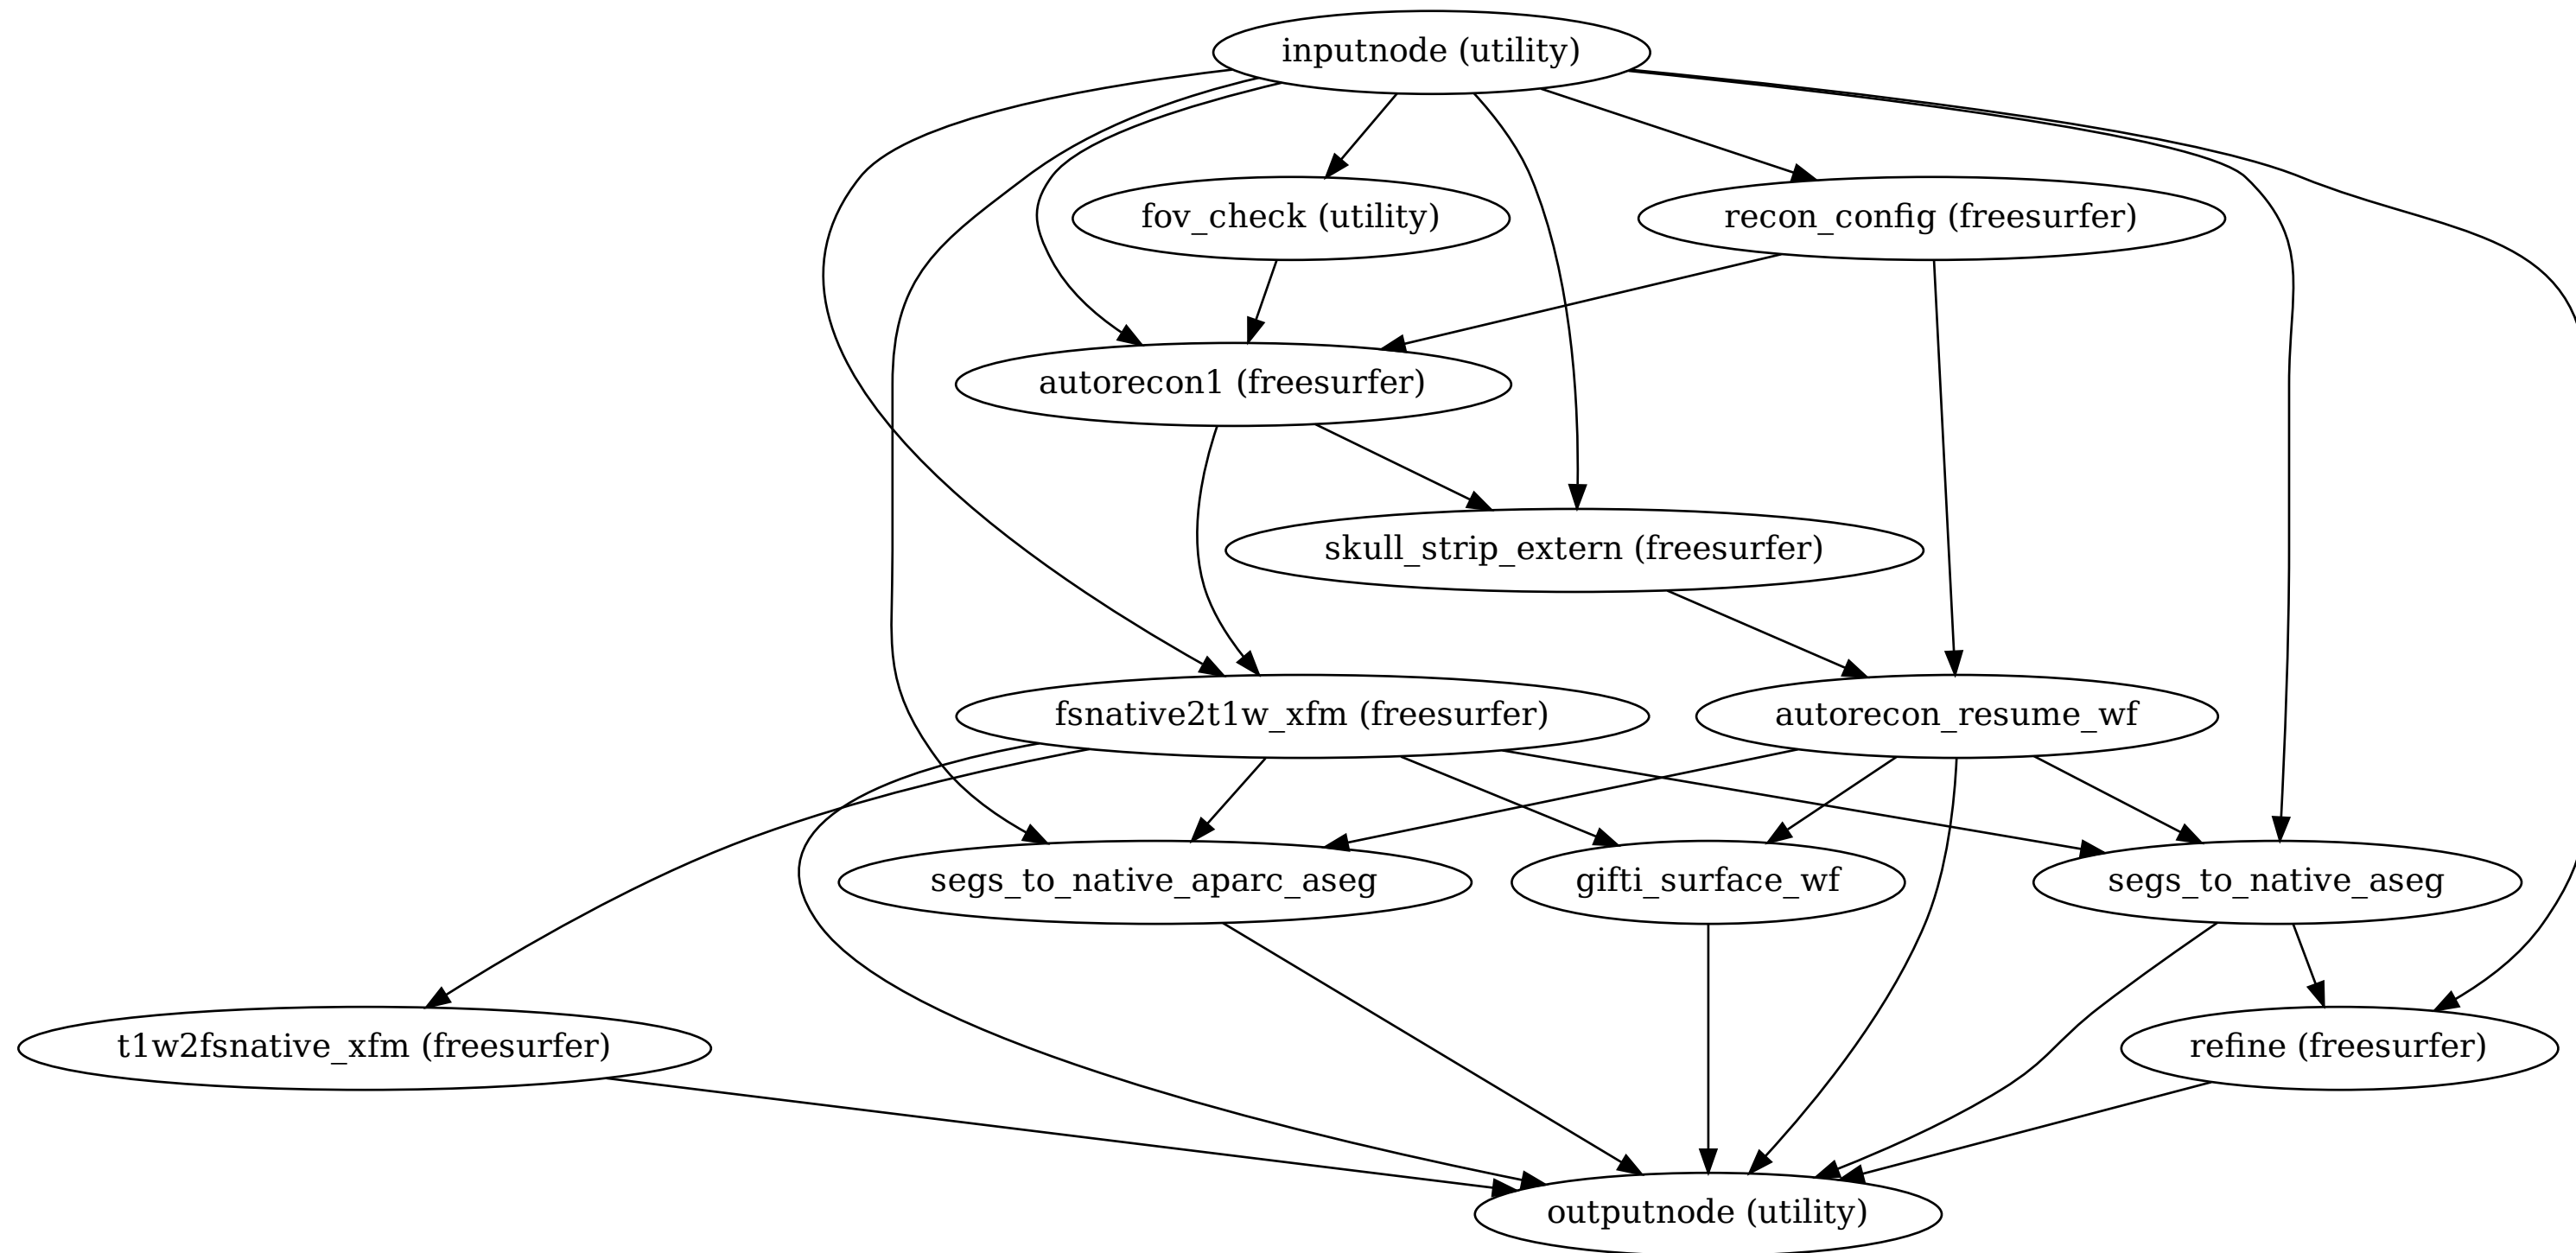 inputnode (utility)
fov_check (utility)
recon_config (freesurfer)
autorecon1 (freesurfer)
skull_strip_extern (freesurfer)
fsnative2t1w_xfm (freesurfer)
autorecon_resume_wf
segs_to_native_aparc_aseg
gifti_surface_wf
segs_to_native_aseg
t1w2fsnative_xfm (freesurfer)
refine (freesurfer)
outputnode (utility)